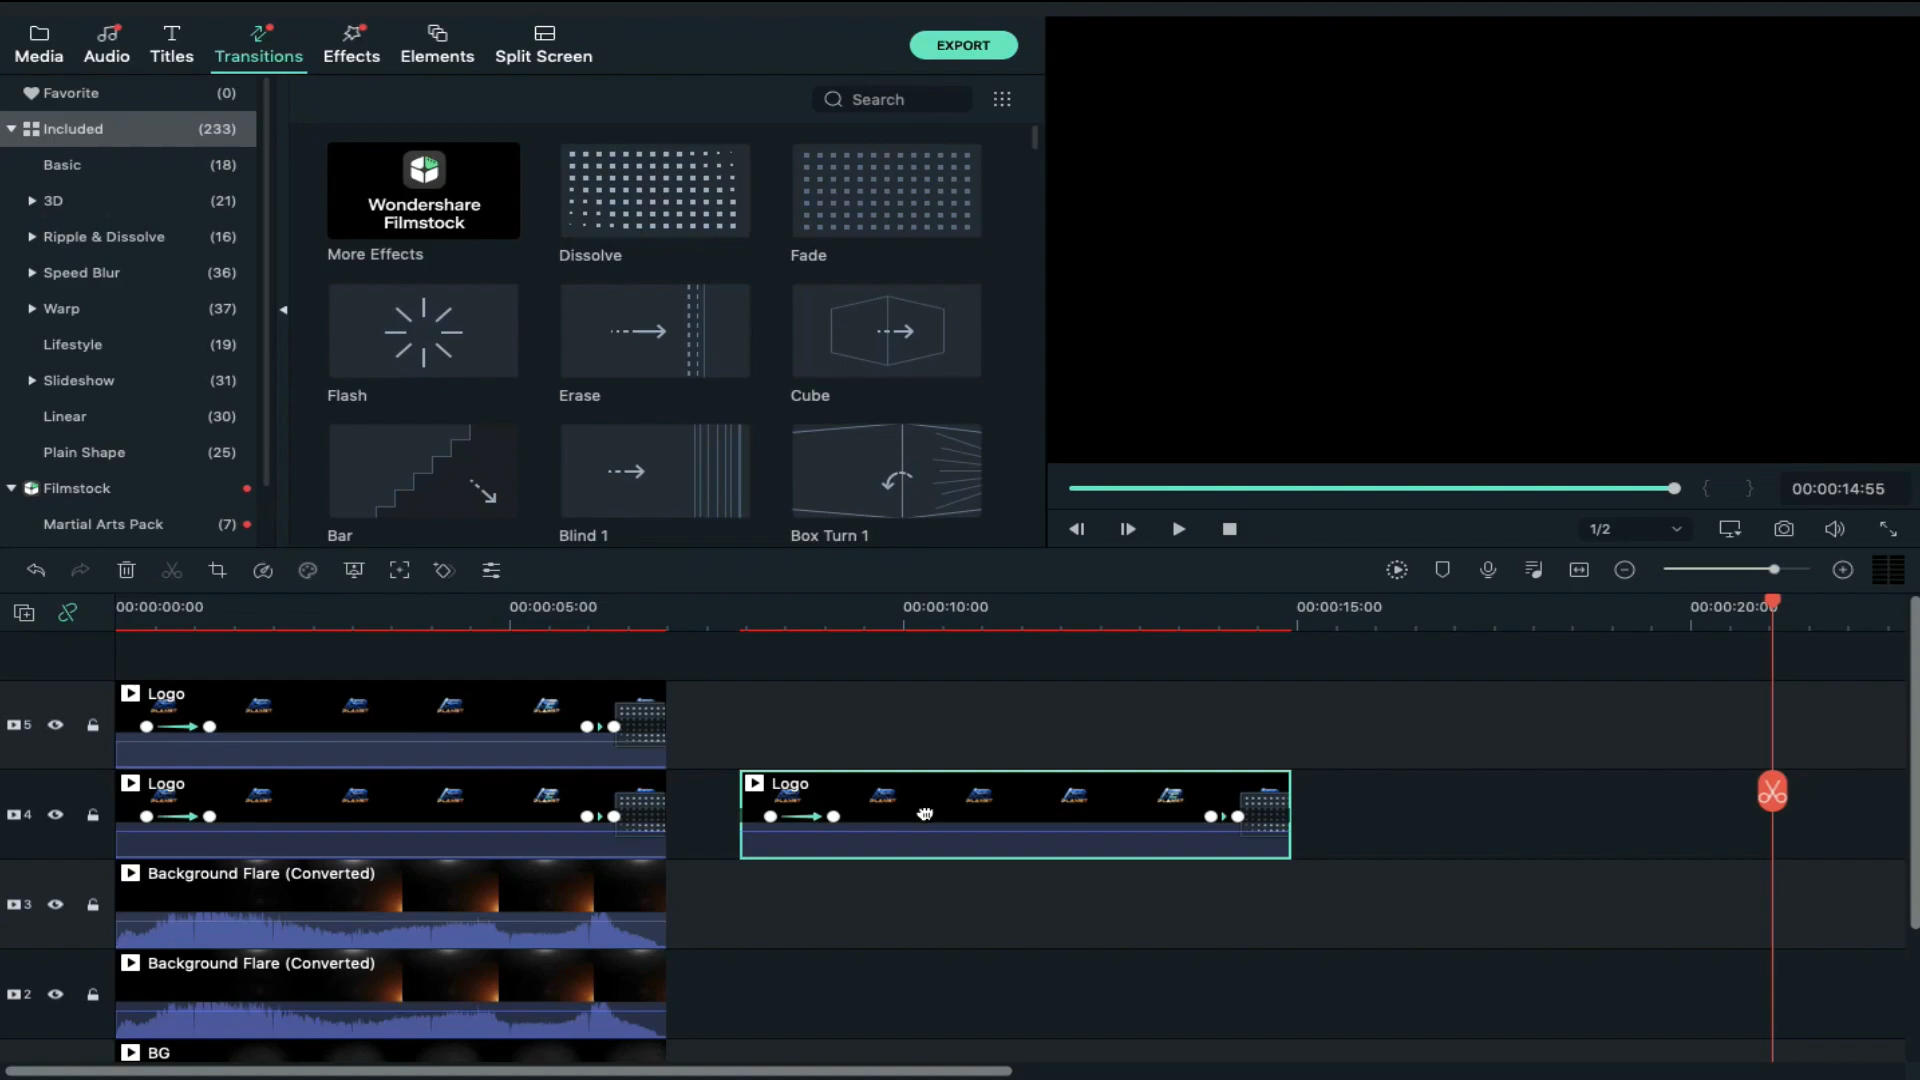 Media Audio Titles Transitions Effects Elements Split Screen
EXPORT
Favorite (0)
Included (233)
Basic (18)
3D (21)
Ripple & Dissolve (16)
Speed Blur (36)
Warp (37)
Lifestyle (19)
Slideshow (31)
Linear (30)
Plain Shape (25)
Filmstock
Martial Arts Pack (7)
Search
Wondershare
Filmstock
More Effects
Dissolve
Fade
Flash
Erase
Cube
Bar
Blind 1
Box Turn 1
00:00:14:55
1/2
00:00:00:00 00:00:05:00 00:00:10:00 00:00:15:00 00:00:20:00
5
Logo
4
Logo
Logo
3
Background Flare (Converted)
2
Background Flare (Converted)
BG